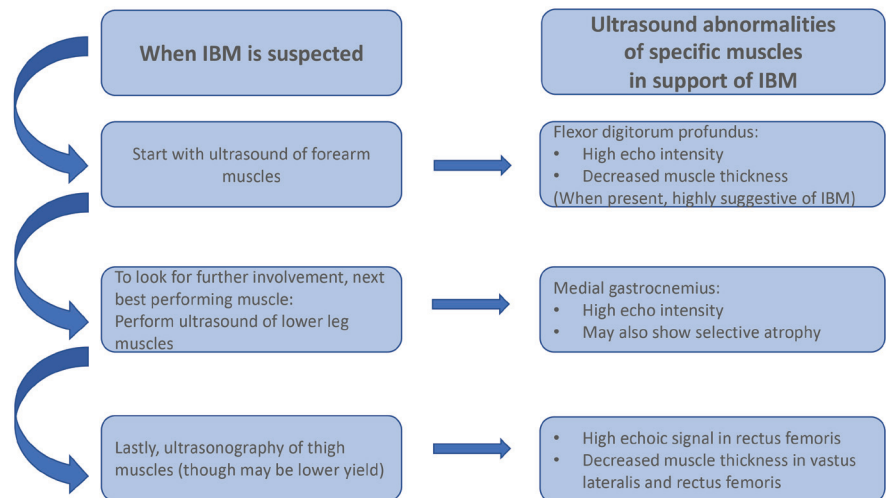 When IBM is suspected
Ultrasound abnormalities
of specific muscles
in support of IBM
Start with ultrasound of forearm
muscles
Flexor digitorum profundus:
• High echo intensity
• Decreased muscle thickness
(When present, highly suggestive of IBM)
To look for further involvement, next
best performing muscle:
Perform ultrasound of lower leg
muscles
Medial gastrocnemius:
• High echo intensity
• May also show selective atrophy
Lastly, ultrasonography of thigh
muscles (though may be lower yield)
• High echoic signal in rectus femoris
• Decreased muscle thickness in vastus
lateralis and rectus femoris